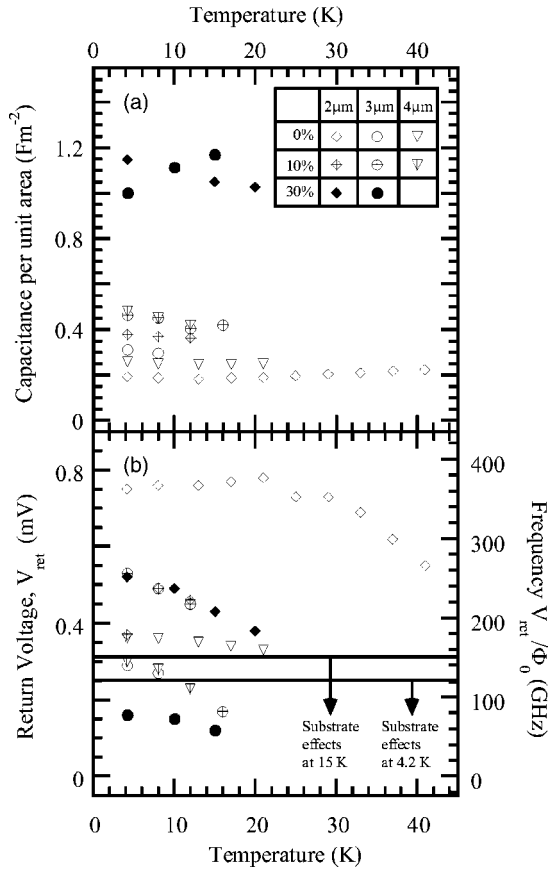 Temperature (K)
0 10 20 30 40
(a)
2μm 3μm 4μm
0%
10%
30%
Capacitance per unit area (Fm⁻²)
1.2
0.8
0.4
0
(b)
Return Voltage, V_ret (mV)
0.8
0.4
0
Frequency V_ret/Φ_0 (GHz)
400
300
200
100
0
Substrate effects at 15 K
Substrate effects at 4.2 K
0 10 20 30 40
Temperature (K)